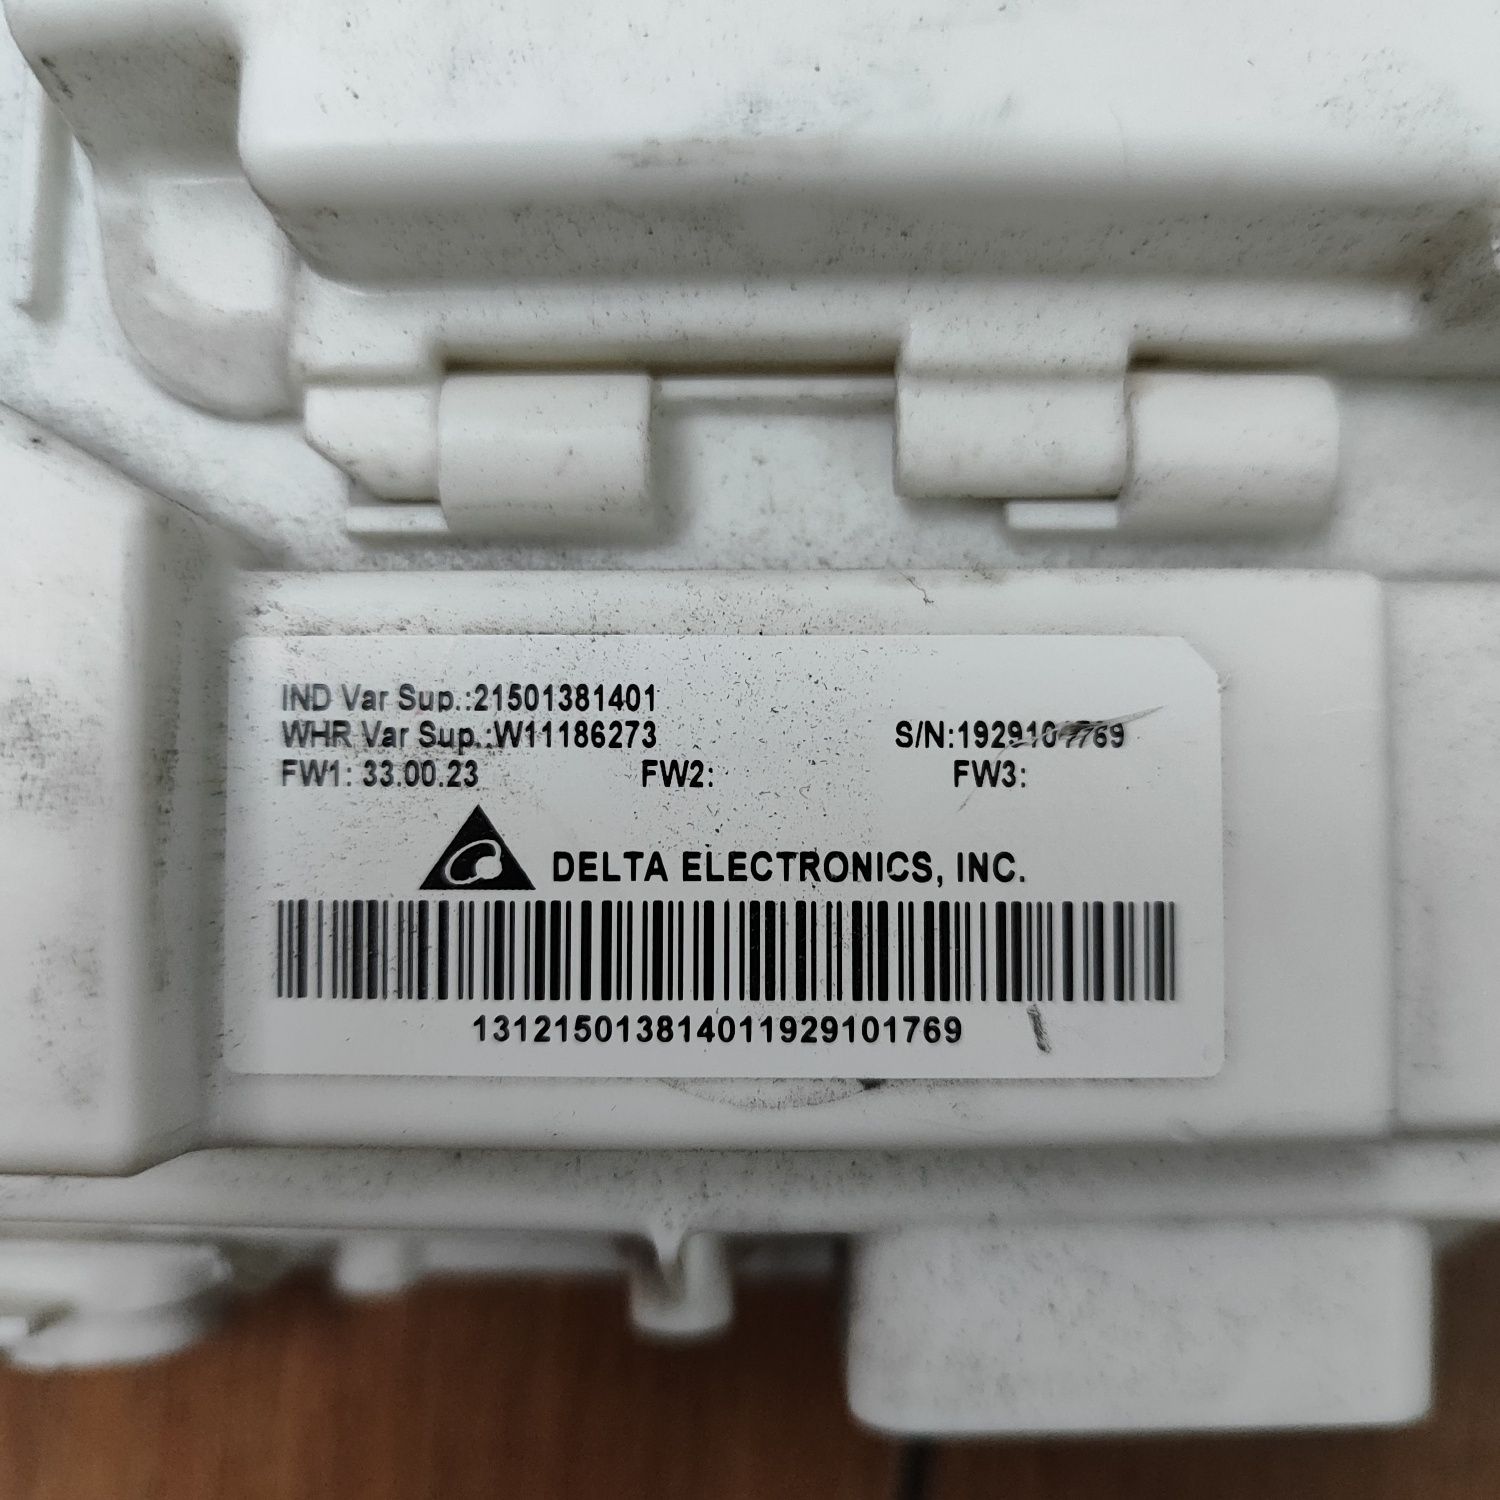 IND Var Sup.:21501381401
WHR Var Sup.:W11186273 S/N:1929101769
FW1: 33.00.23 FW2: FW3:
DELTA ELECTRONICS, INC.
131215013814011929101769